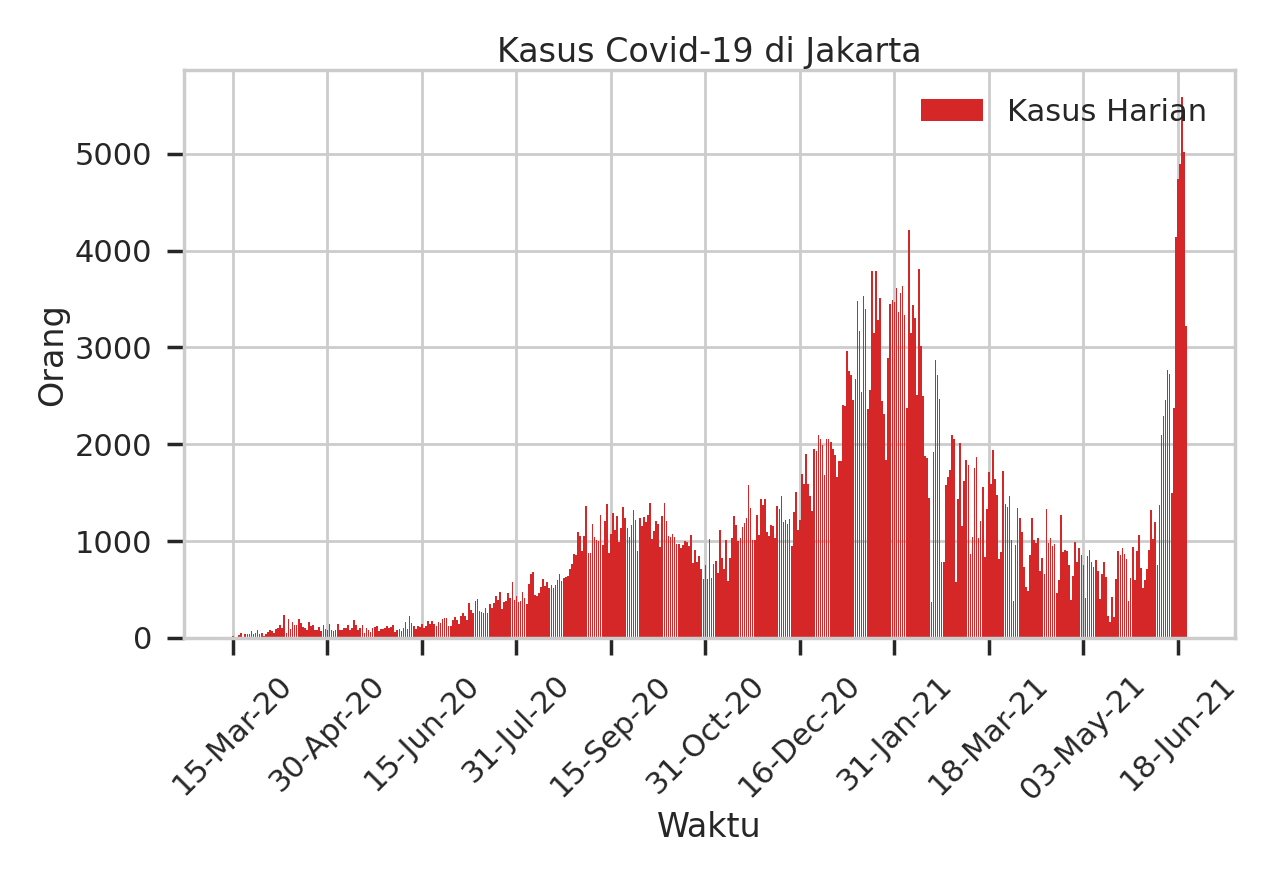 Kasus Covid-19 di Jakarta
Kasus Harian
Orang
5000
4000
3000
2000
1000
0
15-Mar-20
30-Apr-20
15-Jun-20
31-Jul-20
15-Sep-20
31-Oct-20
16-Dec-20
31-Jan-21
18-Mar-21
03-May-21
18-Jun-21
Waktu